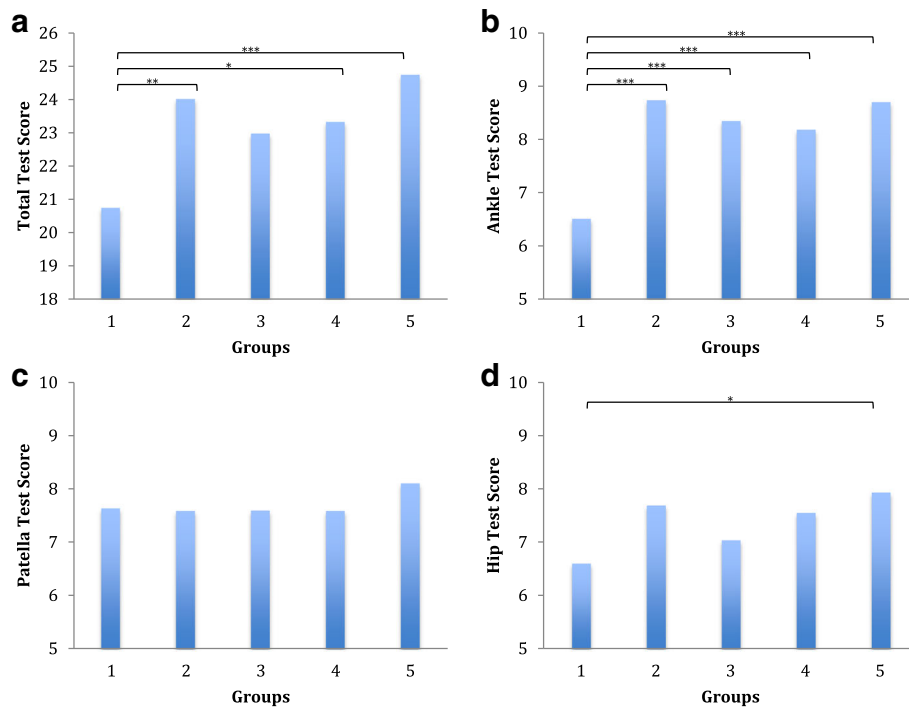 a
Total Test Score
26
25
24
23
22
21
20
19
18
***
*
**
1 2 3 4 5
Groups
b
Ankle Test Score
10
9
8
7
6
5
***
***
***
***
1 2 3 4 5
Groups
c
Patella Test Score
10
9
8
7
6
5
1 2 3 4 5
Groups
d
Hip Test Score
10
9
8
7
6
5
*
1 2 3 4 5
Groups